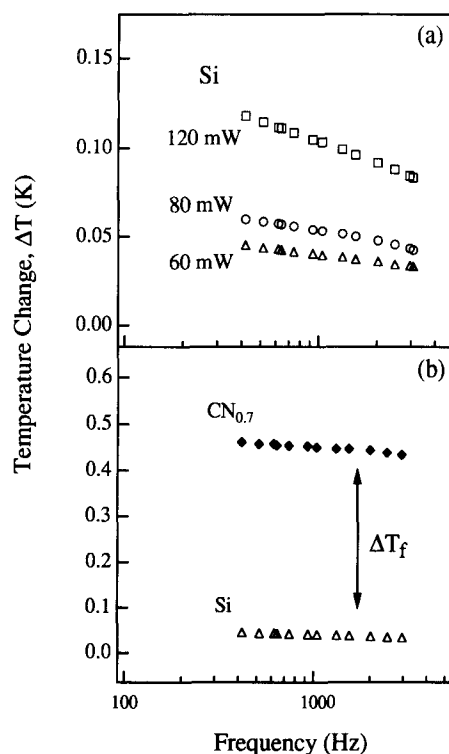 (a)
0.15
Si
0.10
120 mW
80 mW
0.05
60 mW
0.00
Temperature Change, ΔT (K)
(b)
0.6
CN0.7
0.5
0.4
0.3
ΔTf
0.2
Si
0.1
0.0
100
1000
Frequency (Hz)